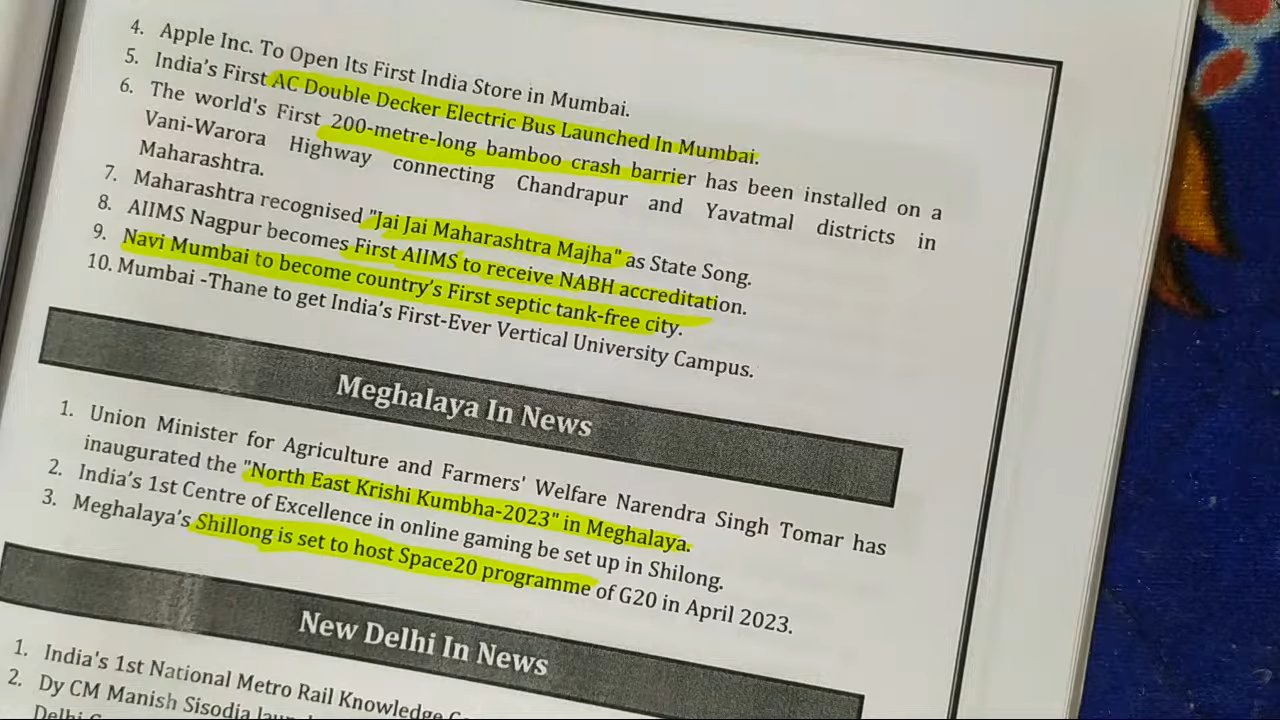 4. Apple Inc. To Open Its First India Store in Mumbai.
5. India's First AC Double Decker Electric Bus Launched In Mumbai.
6. The world's First 200-metre-long bamboo crash barrier has been installed on a
Vani-Warora Highway connecting Chandrapur and Yavatmal districts in
Maharashtra.
7. Maharashtra recognised "Jai Jai Maharashtra Majha" as State Song.
8. AIIMS Nagpur becomes First AIIMS to receive NABH accreditation.
9. Navi Mumbai to become country's First septic tank-free city.
10. Mumbai -Thane to get India's First-Ever Vertical University Campus.
Meghalaya In News
1. Union Minister for Agriculture and Farmers' Welfare Narendra Singh Tomar has
inaugurated the "North East Krishi Kumbha-2023" in Meghalaya.
2. India's 1st Centre of Excellence in online gaming be set up in Shilong.
3. Meghalaya's Shillong is set to host Space20 programme of G20 in April 2023.
New Delhi In News
1. India's 1st National Metro Rail Knowledge
2. Dy CM Manish Sisodia
Delhi